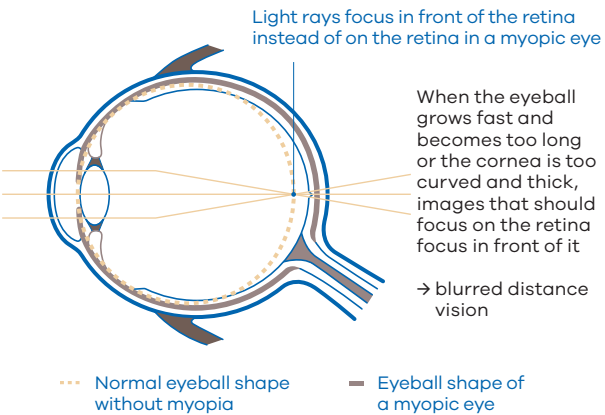 Light rays focus in front of the retina
instead of on the retina in a myopic eye
When the eyeball
grows fast and
becomes too long
or the cornea is too
curved and thick,
images that should
focus on the retina
focus in front of it
→ blurred distance
vision
Normal eyeball shape
without myopia
Eyeball shape of
a myopic eye